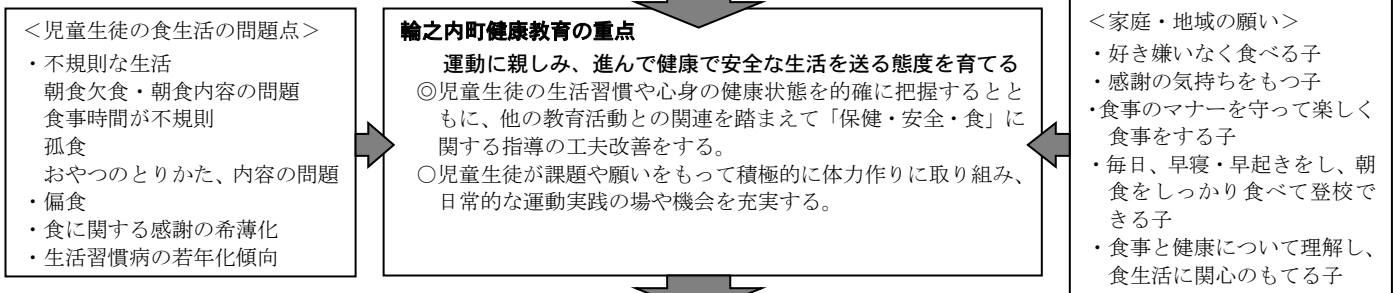 ＜児童生徒の食生活の問題点＞
・不規則な生活
朝食欠食・朝食内容の問題
食事時間が不規則
孤食
おやつのとりかた、内容の問題
・偏食
・食に関する感謝の希薄化
・生活習慣病の若年化傾向
輪之内町健康教育の重点
運動に親しみ、進んで健康で安全な生活を送る態度を育てる
◎児童生徒の生活習慣や心身の健康状態を的確に把握するとと
もに、他の教育活動との関連を踏まえて「保健・安全・食」に
関する指導の工夫改善をする。
○児童生徒が課題や願いをもって積極的に体力作りに取り組み、
日常的な運動実践の場や機会を充実する。
＜家庭・地域の願い＞
・好き嫌いなく食べる子
・感謝の気持ちをもつ子
・食事のマナーを守って楽しく
食事をする子
・毎日、早寝・早起きをし、朝
食をしっかり食べて登校で
きる子
・食事と健康について理解し、
食生活に関心のもてる子